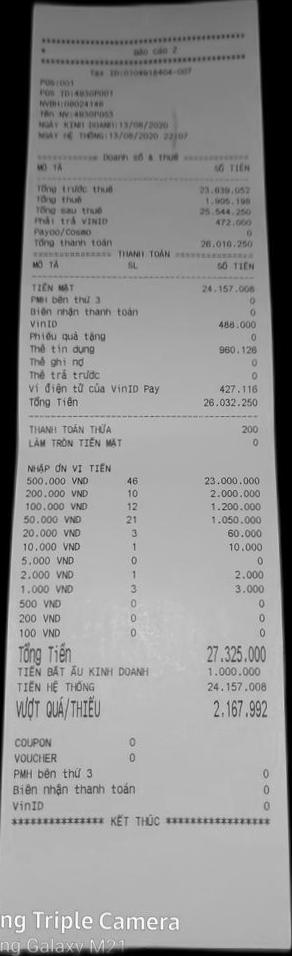 ****************************************
* Báo cáo Z
****************************************
Tax ID:0104918404-007
POS:001
POS ID:4830P001
NVBH:08024148
Tên NV:4830P003
NGÀY KINH DOANH:13/08/2020
NGÀY HỆ THỐNG:13/08/2020 22:07
========== Doanh số & thuế ==========
MÔ TẢ SỐ TIỀN
Tổng trước thuế 23.639.052
Tổng thuế 1.905.198
Tổng sau thuế 25.544.250
Phải trả VINID 472.000
Payoo/Cosmo 0
Tổng thanh toán 26.016.250
============== THANH TOÁN ==============
MÔ TẢ SL SỐ TIỀN
TIỀN MẶT 24.157.008
PMH bên thứ 3 0
Biên nhận thanh toán 0
VinID 488.000
Phiếu quà tặng 0
Thẻ tín dụng 960.126
Thẻ ghi nợ 0
Thẻ trả trước 0
Ví điện tử của VinID Pay 427.116
Tổng Tiền 26.032.250
THANH TOÁN THỪA 200
LÀM TRÒN TIỀN MẶT 0
NHẬP ƠN VỊ TIỀN
500.000 VND 46 23.000.000
200.000 VND 10 2.000.000
100.000 VND 12 1.200.000
50.000 VND 21 1.050.000
20.000 VND 3 60.000
10.000 VND 1 10.000
5.000 VND 0 0
2.000 VND 1 2.000
1.000 VND 3 3.000
500 VND 0 0
200 VND 0 0
100 VND 0 0
Tổng Tiền 27.325.000
TIỀN BẮT ẦU KINH DOANH 1.000.000
TIỀN HỆ THỐNG 24.157.008
VƯỢT QUÁ/THIẾU 2.167.992
COUPON 0
VOUCHER 0
PMH bên thứ 3 0
Biên nhận thanh toán 0
VinID 0
*************** KẾT THÚC *****************
ng Triple Camera
ng Galaxy M21